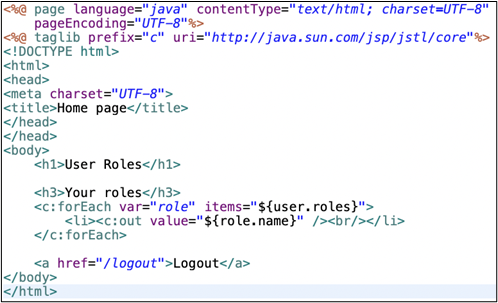 <%@ page language="java" contentType="text/html; charset=UTF-8"
    pageEncoding="UTF-8"%>
<%@ taglib prefix="c" uri="http://java.sun.com/jsp/jstl/core"%>
<!DOCTYPE html>
<html>
<head>
<meta charset="UTF-8">
<title>Home page</title>
</head>
</head>
<body>
    <h1>User Roles</h1>

    <h3>Your roles</h3>
    <c:forEach var="role" items="${user.roles}">
        <li><c:out value="${role.name}" /><br/></li>
    </c:forEach>

    <a href="/logout">Logout</a>
</body>
</html>